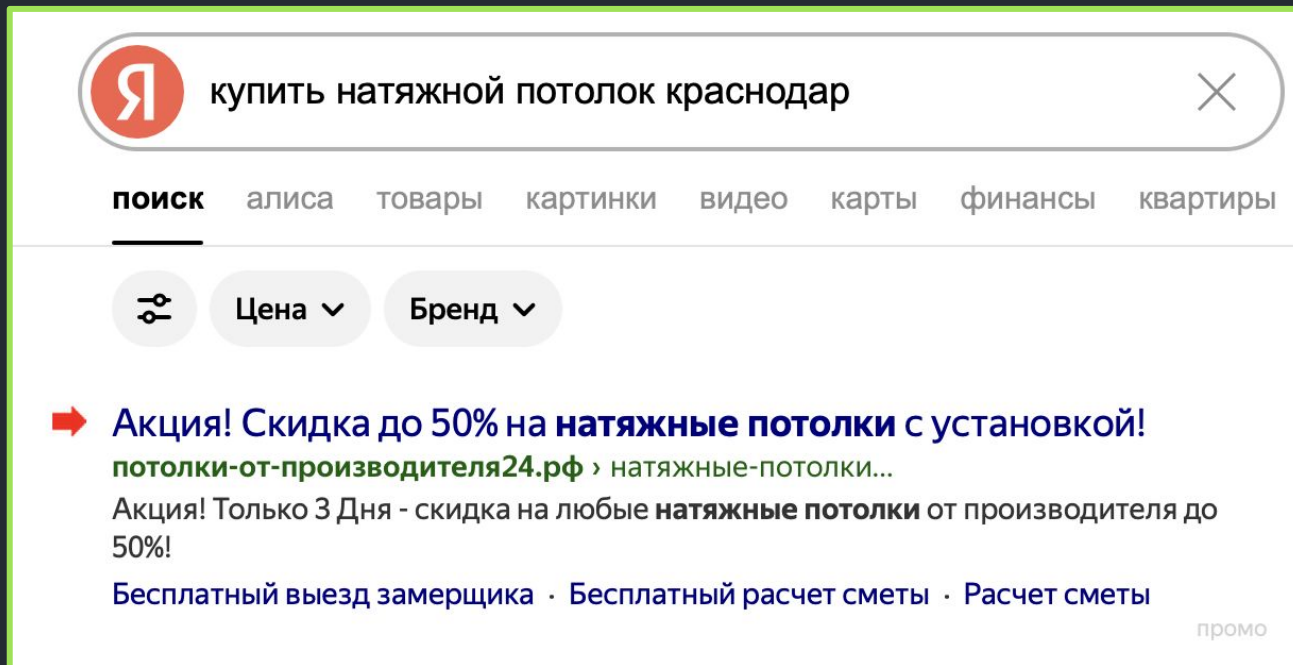 Я купить натяжной потолок краснодар
поиск алиса товары картинки видео карты финансы квартиры
Цена Бренд
Акция! Скидка до 50% на натяжные потолки с установкой!
потолки-от-производителя24.рф › натяжные-потолки...
Акция! Только 3 Дня - скидка на любые натяжные потолки от производителя до
50%!
Бесплатный выезд замерщика · Бесплатный расчет сметы · Расчет сметы
промо